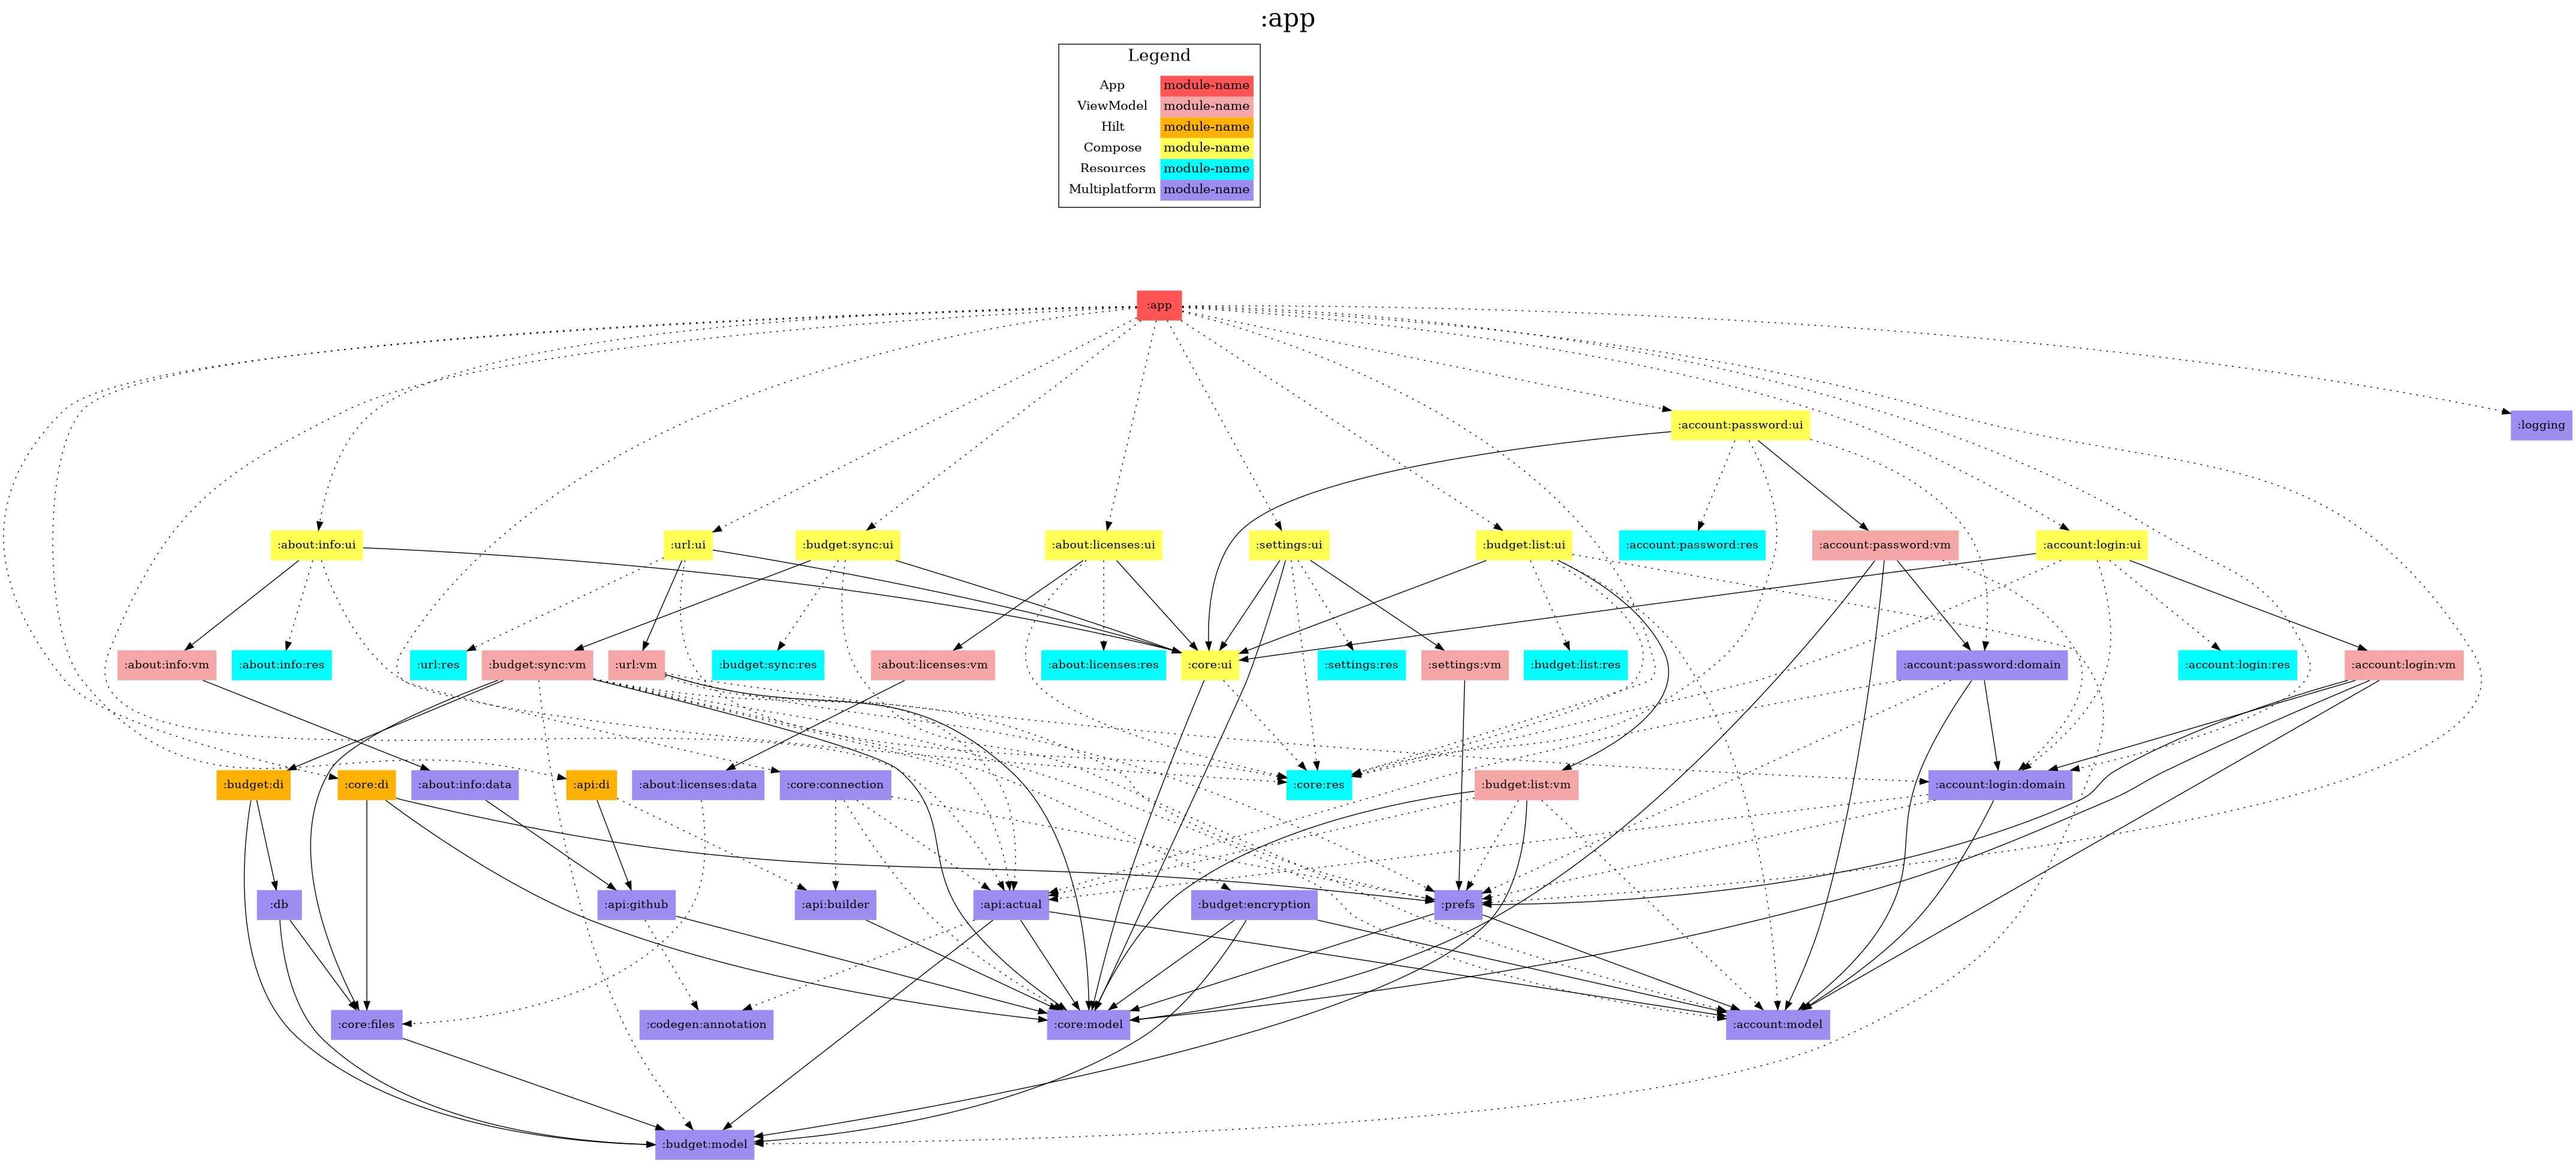 :app
Legend
App module-name
ViewModel module-name
Hilt module-name
Compose module-name
Resources module-name
Multiplatform module-name
:app
:account:password:ui
:logging
:about:info:ui
:url:ui
:budget:sync:ui
:about:licenses:ui
:settings:ui
:budget:list:ui
:account:password:res
:account:password:vm
:account:login:ui
:about:info:vm
:about:info:res
:url:res
:budget:sync:vm
:url:vm
:budget:sync:res
:about:licenses:vm
:about:licenses:res
:core:ui
:settings:res
:settings:vm
:budget:list:res
:account:password:domain
:account:login:res
:account:login:vm
:budget:di
:core:di
:about:info:data
:api:di
:about:licenses:data
:core:connection
:core:res
:budget:list:vm
:account:login:domain
:db
:api:github
:api:builder
:api:actual
:budget:encryption
:prefs
:core:files
:codegen:annotation
:core:model
:account:model
:budget:model